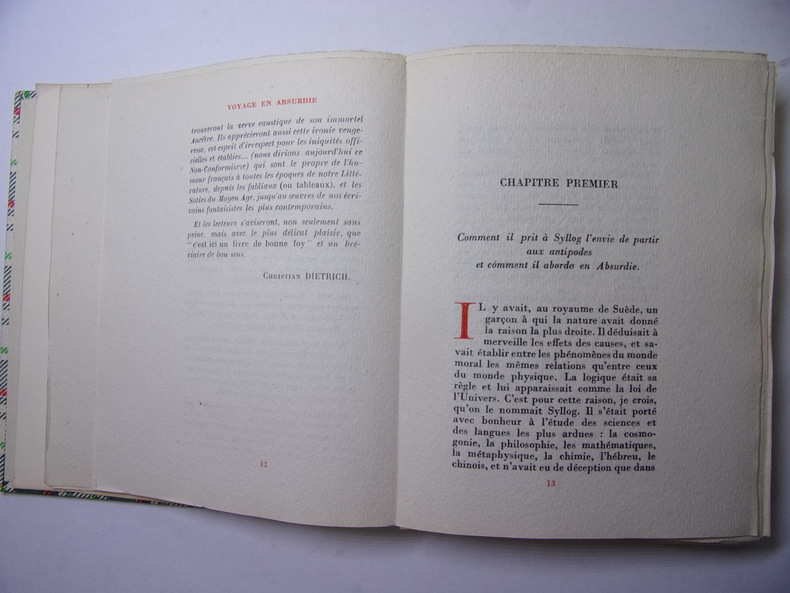 VOYAGE EN ABSURDIE
trouveront la verve caustique de son immortel
Ancêtre. Ils apprécieront aussi cette ironie venge-
resse, cet esprit d'irrespect pour les iniquités offi-
cielles et établies... (nous dirions aujourd'hui ce
Non-Conformisme) qui sont le propre de l'hu-
mour français à toutes les époques de notre Litté-
rature, depuis les fabliaux (ou tableaux), et les
Soties du Moyen Age, jusqu'au œuvres de nos écri-
vains fantaisistes les plus contemporains.
Et les lecteurs s'aviseront, non seulement sans
peine, mais avec le plus délicat plaisir, que
"c'est ici un livre de bonne foy" et un bré-
viaire de bon sens.
Christian DIETRICH.
12
CHAPITRE PREMIER
Comment il prit à Syllog l'envie de partir
aux antipodes
et comment il aborda en Absurdie.
IL y avait, au royaume de Suède, un
garçon à qui la nature avait donné
la raison la plus droite. Il déduisait à
merveille les effets des causes, et sa-
vait établir entre les phénomènes du monde
moral les mêmes relations qu'entre ceux
du monde physique. La logique était sa
règle et lui apparaissait comme la loi de
l'Univers. C'est pour cette raison, je crois,
qu'on le nommait Syllog. Il s'était porté
avec bonheur à l'étude des sciences et
des langues les plus ardues : la cosmo-
gonie, la philosophie, les mathématiques,
la métaphysique, la chimie, l'hébreu, le
chinois, et n'avait eu de déception que dans
13